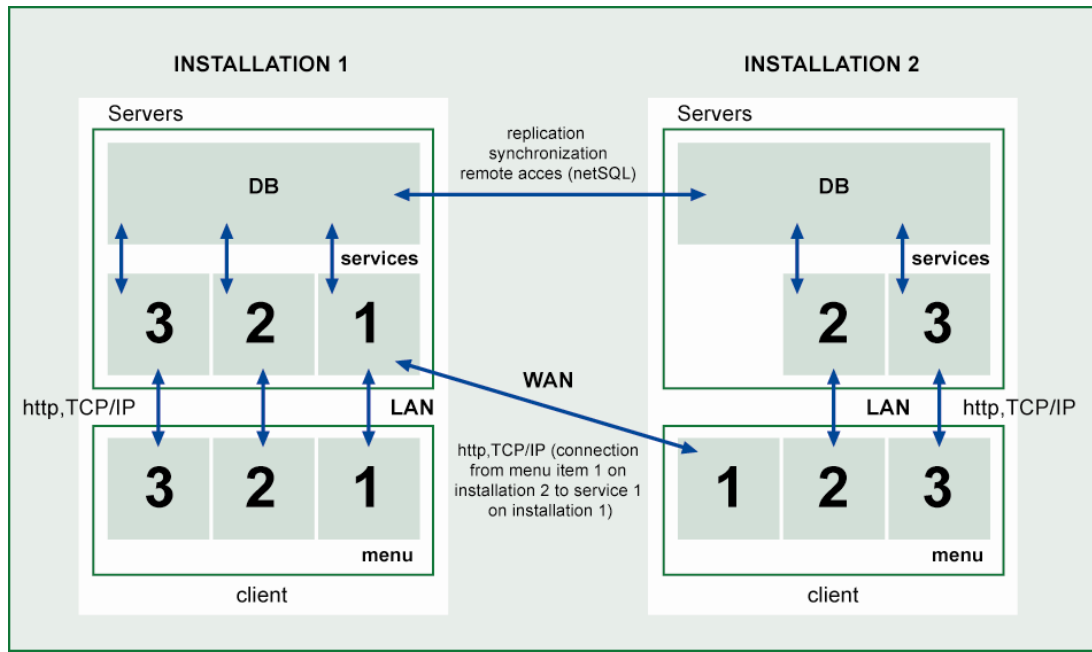 INSTALLATION 1
Servers
DB
services
3 2 1
http,TCP/IP
LAN
3 2 1
menu
client
replication
synchronization
remote acces (netSQL)
WAN
http,TCP/IP (connection
from menu item 1 on
installation 2 to service 1
on installation 1)
INSTALLATION 2
Servers
DB
services
2 3
LAN
http,TCP/IP
1 2 3
menu
client